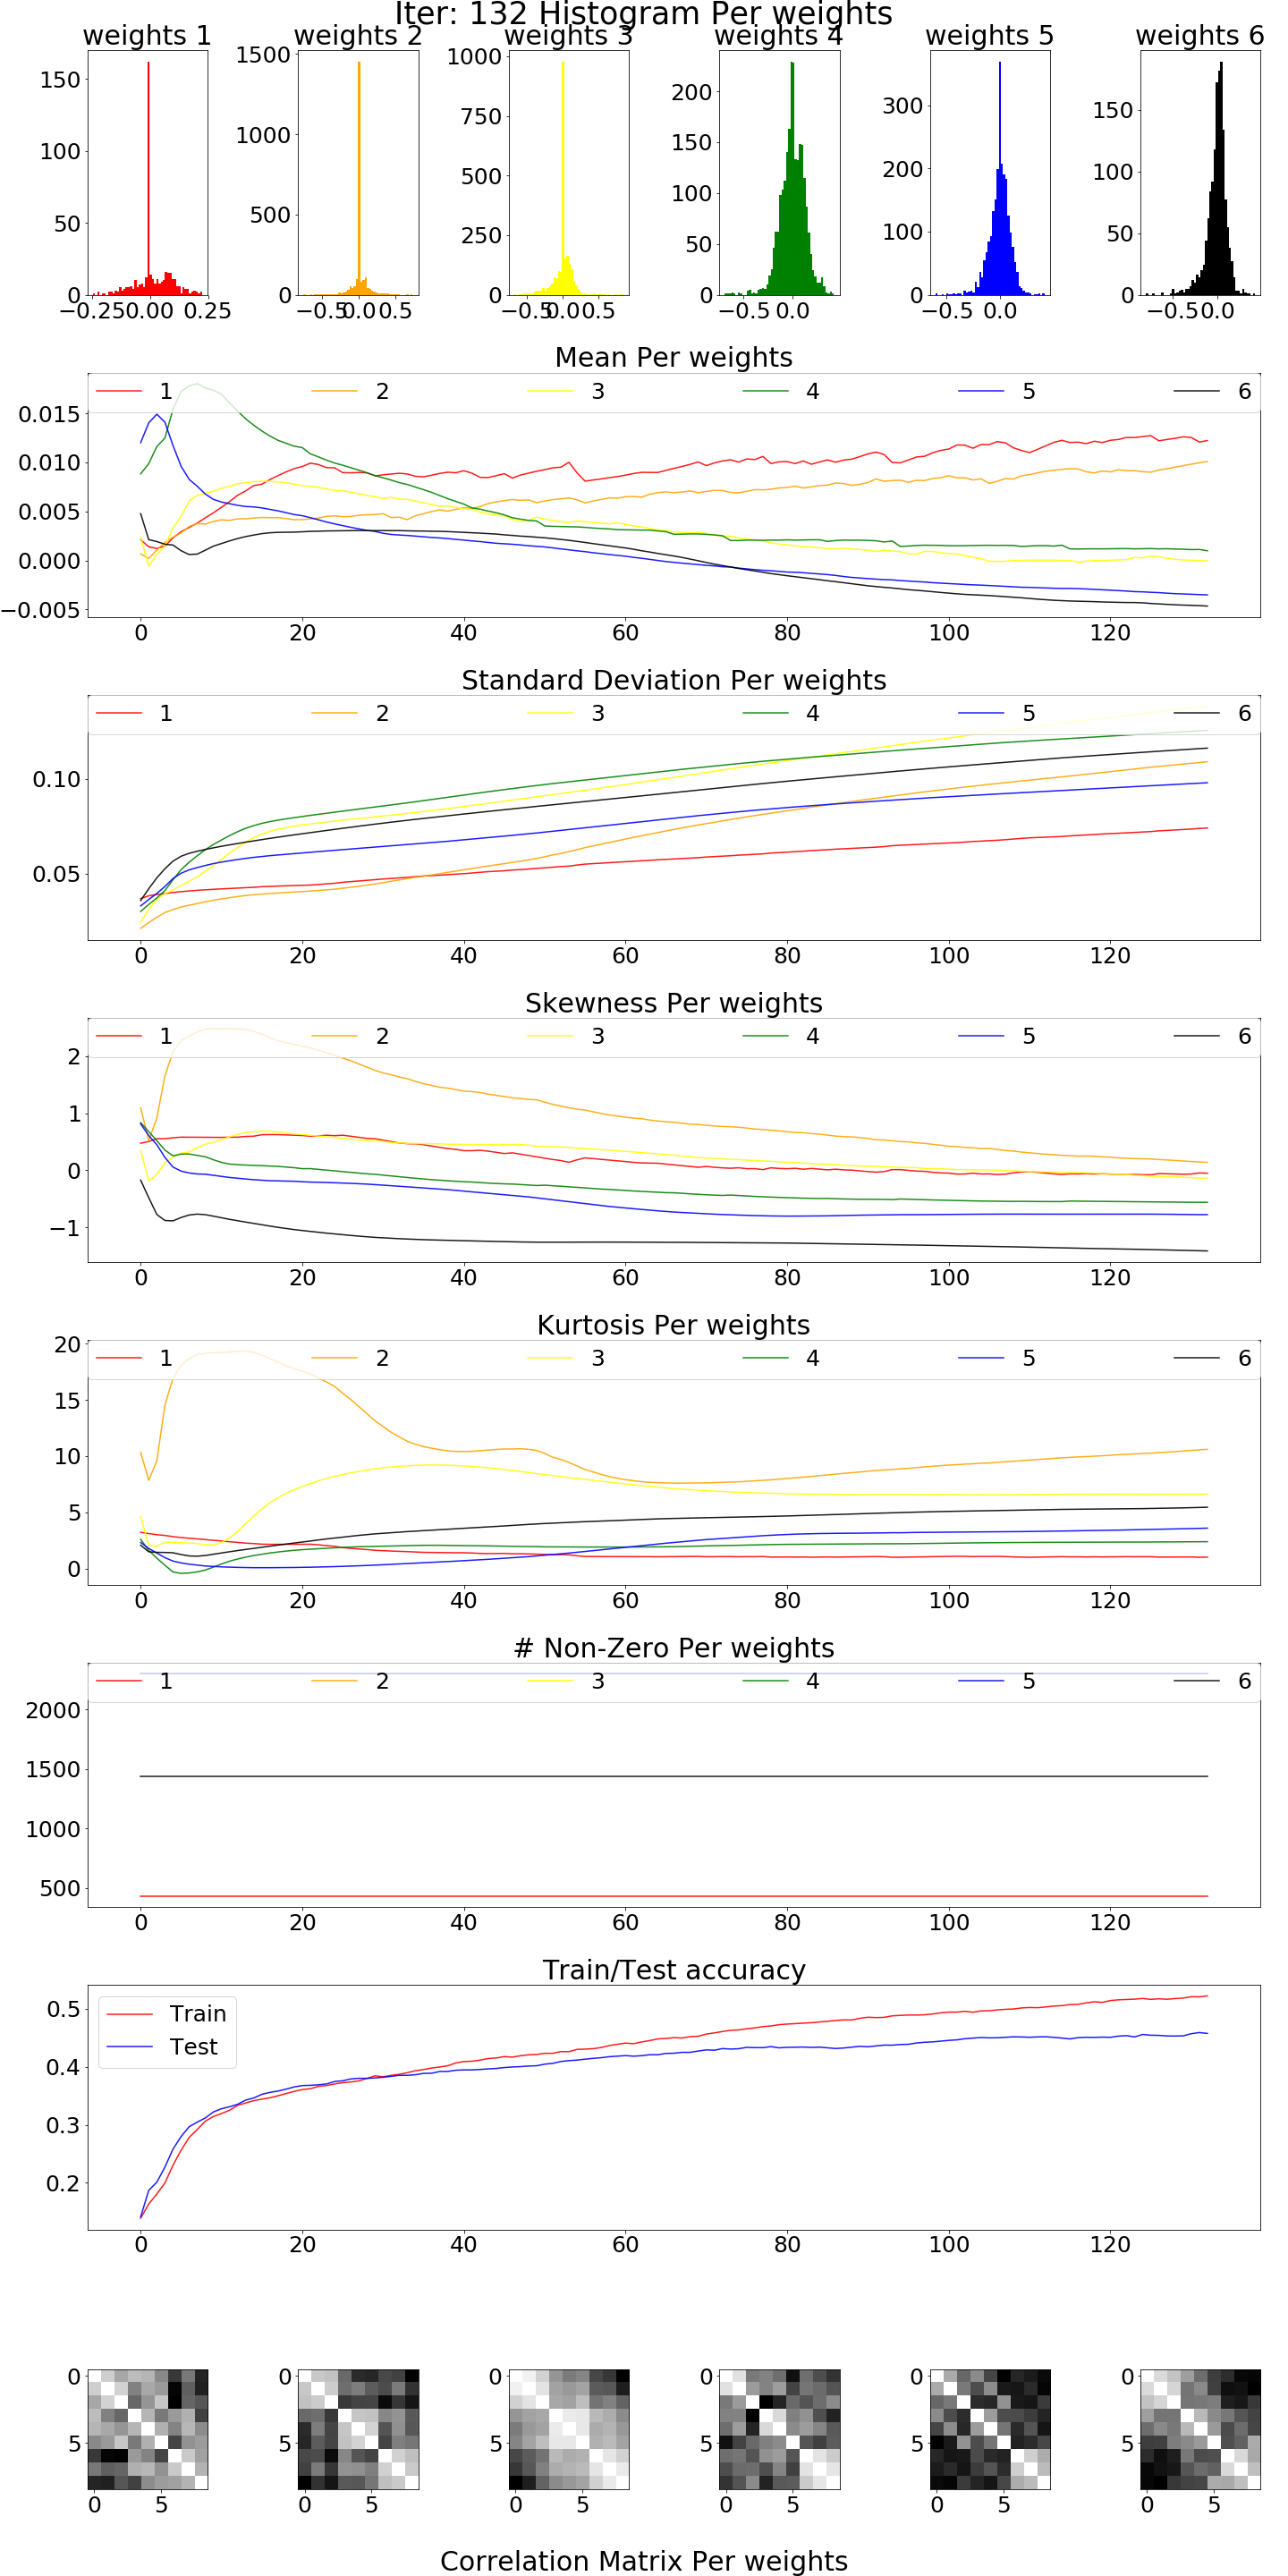 Iter: 132 Histogram Per weights
weights 1 weights 2 weights 3 weights 4 weights 5 weights 6
150
100
50
0
−0.25 0.00 0.25
1500
1000
500
0
−0.5 0.0 0.5
1000
750
500
250
0
−0.5 0.0 0.5
200
150
100
50
0
−0.5 0.0
300
200
100
0
−0.5 0.0
150
100
50
0
−0.5 0.0
Mean Per weights
1 2 3 4 5 6
0.015
0.010
0.005
0.000
−0.005
0 20 40 60 80 100 120
Standard Deviation Per weights
1 2 3 4 5 6
0.10
0.05
0 20 40 60 80 100 120
Skewness Per weights
1 2 3 4 5 6
2
1
0
−1
0 20 40 60 80 100 120
Kurtosis Per weights
1 2 3 4 5 6
20
15
10
5
0
0 20 40 60 80 100 120
# Non-Zero Per weights
1 2 3 4 5 6
2000
1500
1000
500
0 20 40 60 80 100 120
Train/Test accuracy
Train
Test
0.5
0.4
0.3
0.2
0 20 40 60 80 100 120
0 0 0 0 0 0
5 5 5 5 5 5
0 5 0 5 0 5 0 5 0 5 0 5
Correlation Matrix Per weights